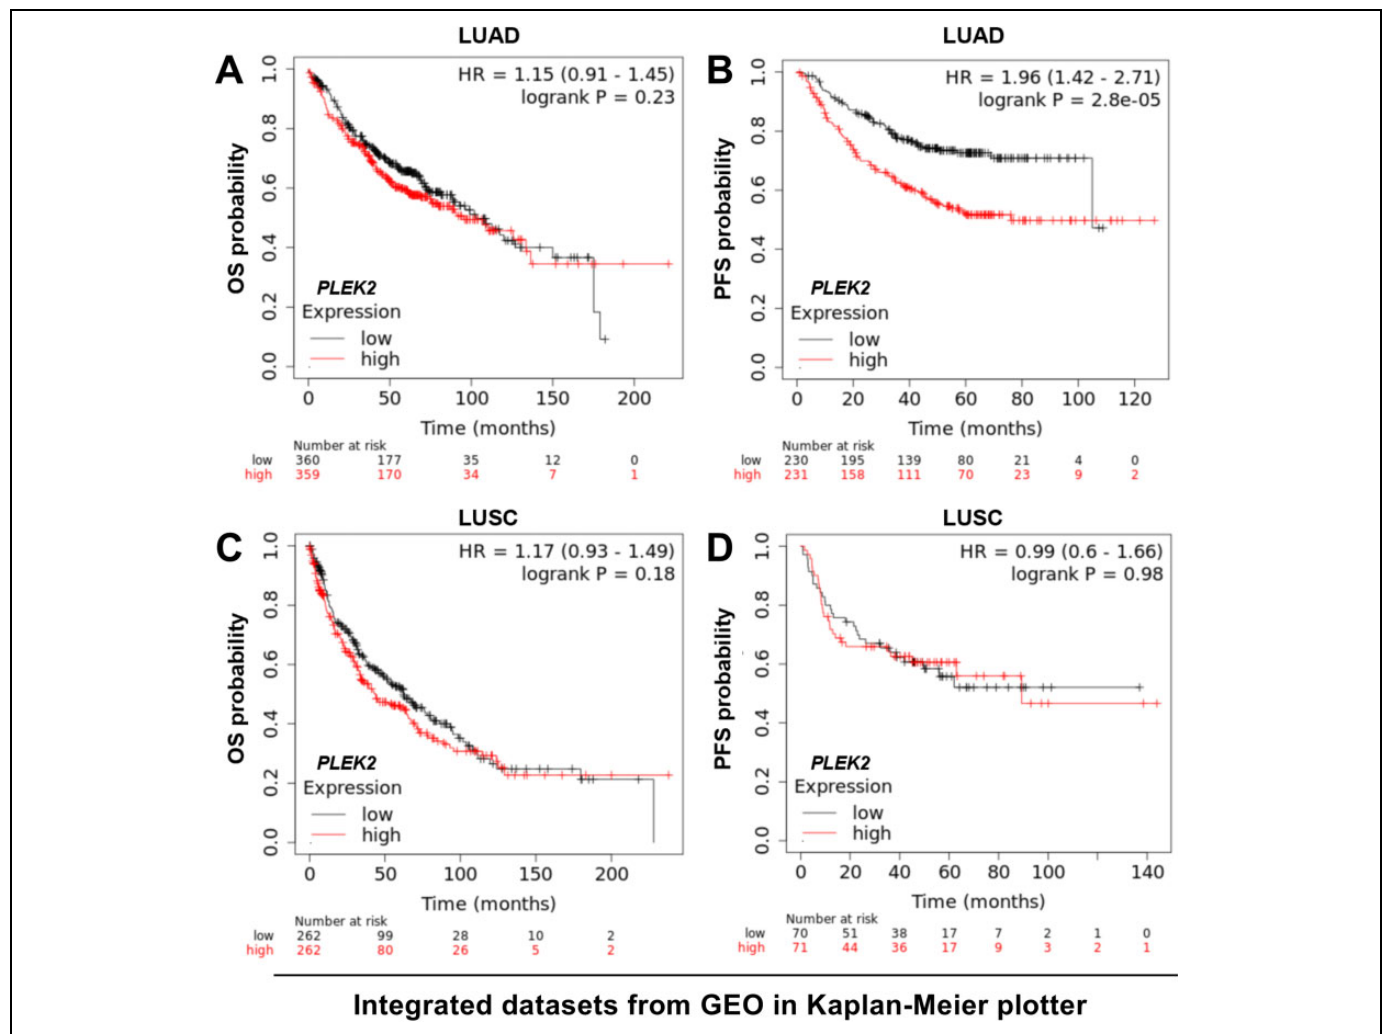 LUAD
A
HR = 1.15 (0.91 - 1.45)
logrank P = 0.23
OS probability
1.0
0.8
0.6
0.4
0.2
0.0
PLEK2
Expression
low
high
0 50 100 150 200
Time (months)
Number at risk
low 360 177 35 12 0
high 359 170 34 7 1
LUAD
B
HR = 1.96 (1.42 - 2.71)
logrank P = 2.8e-05
PFS probability
1.0
0.8
0.6
0.4
0.2
0.0
PLEK2
Expression
low
high
0 20 40 60 80 100 120
Time (months)
Number at risk
low 230 195 139 80 21 4 0
high 231 158 111 70 23 9 2
LUSC
C
HR = 1.17 (0.93 - 1.49)
logrank P = 0.18
OS probability
1.0
0.8
0.6
0.4
0.2
0.0
PLEK2
Expression
low
high
0 50 100 150 200
Time (months)
Number at risk
low 262 99 28 10 2
high 262 80 26 5 2
LUSC
D
HR = 0.99 (0.6 - 1.66)
logrank P = 0.98
PFS probability
1.0
0.8
0.6
0.4
0.2
0.0
PLEK2
Expression
low
high
0 20 40 60 80 100 140
Time (months)
Number at risk
low 70 51 38 17 7 2 1 0
high 71 44 36 17 9 3 2 1
Integrated datasets from GEO in Kaplan-Meier plotter